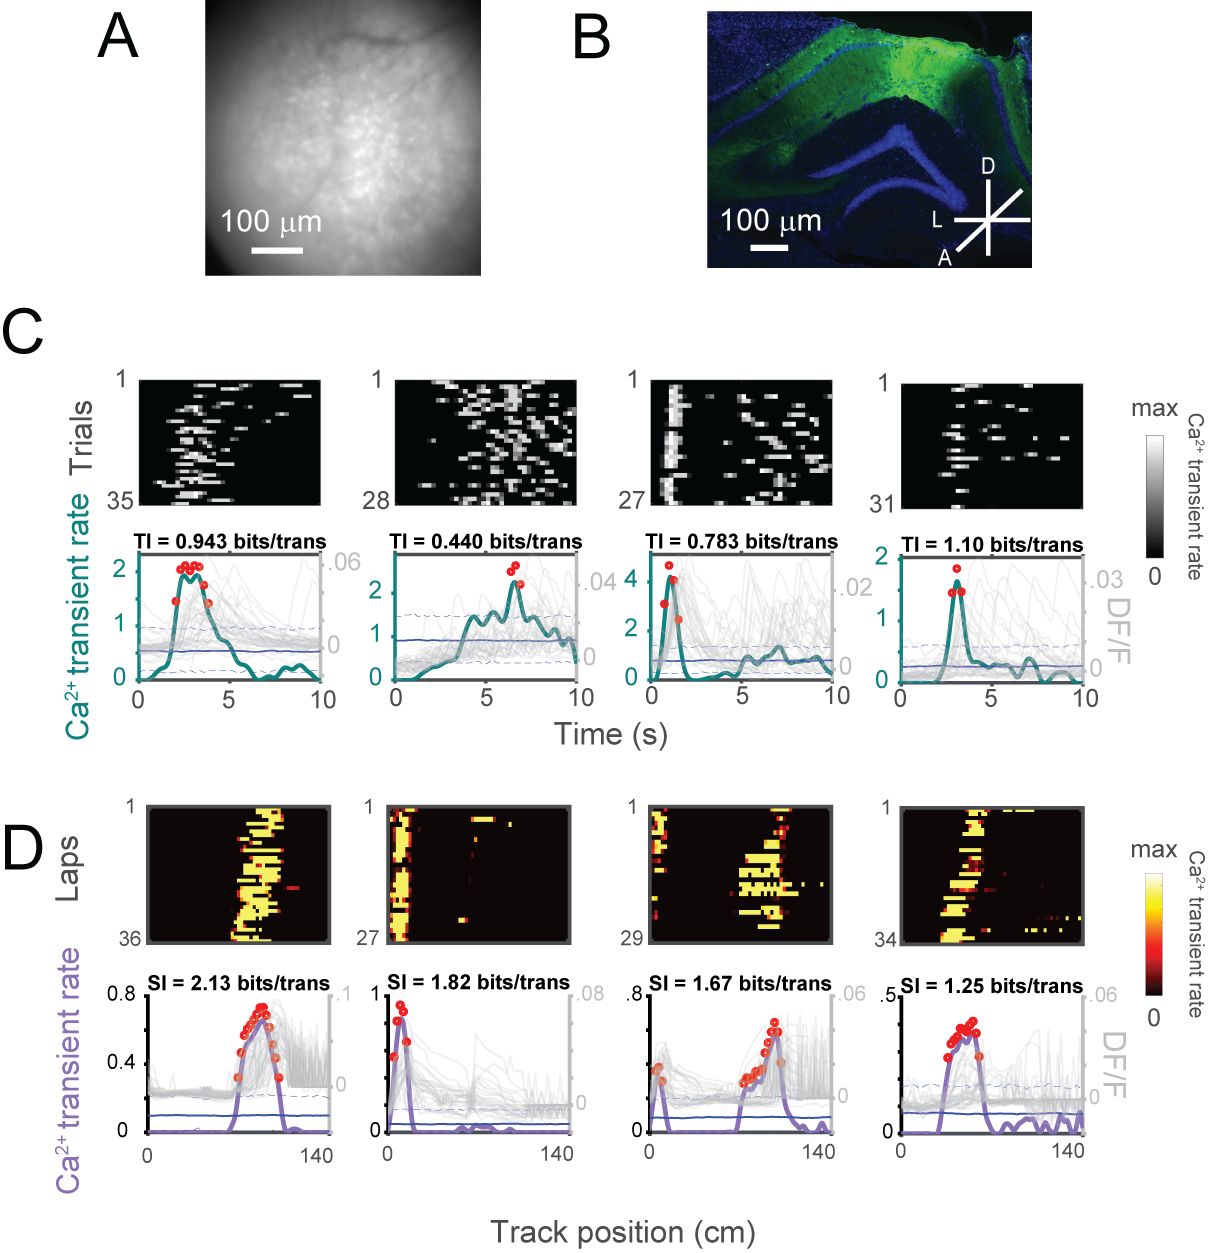 A
B
100 μm
100 μm
D
L
A
C
Trials
1
35
1
28
1
27
1
31
max
0
Ca²⁺ transient rate
Ca²⁺ transient rate
TI = 0.943 bits/trans
TI = 0.440 bits/trans
TI = 0.783 bits/trans
TI = 1.10 bits/trans
2
1
0
.06
0
0
5
10
2
1
0
.04
0
0
5
10
4
2
0
.02
0
0
5
10
2
1
0
.03
0
0
5
10
DF/F
Time (s)
D
Laps
1
36
1
27
1
29
1
34
max
0
Ca²⁺ transient rate
Ca²⁺ transient rate
SI = 2.13 bits/trans
SI = 1.82 bits/trans
SI = 1.67 bits/trans
SI = 1.25 bits/trans
0.8
0.4
0
.1
0
0
140
1
0
.08
0
0
140
.8
0
.06
0
0
140
.5
0
.06
0
0
140
DF/F
Track position (cm)